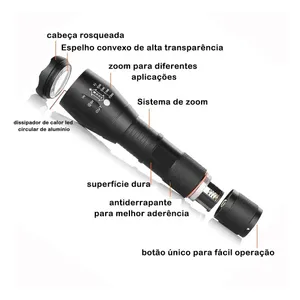 cabeça rosqueada
Espelho convexo de alta transparência
zoom para diferentes
aplicações
Sistema de zoom
dissipador de calor led
circular de alumínio
superfície dura
antiderrapante
para melhor aderência
botão único para fácil operação